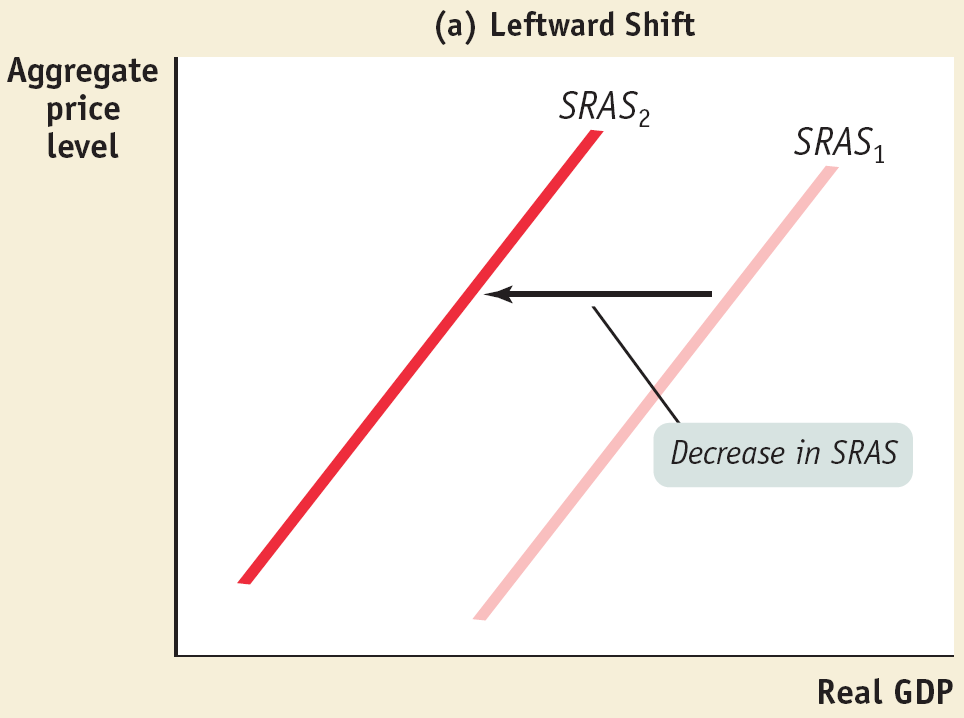 (a) Leftward Shift
Aggregate
price
level
SRAS₂
SRAS₁
Decrease in SRAS
Real GDP